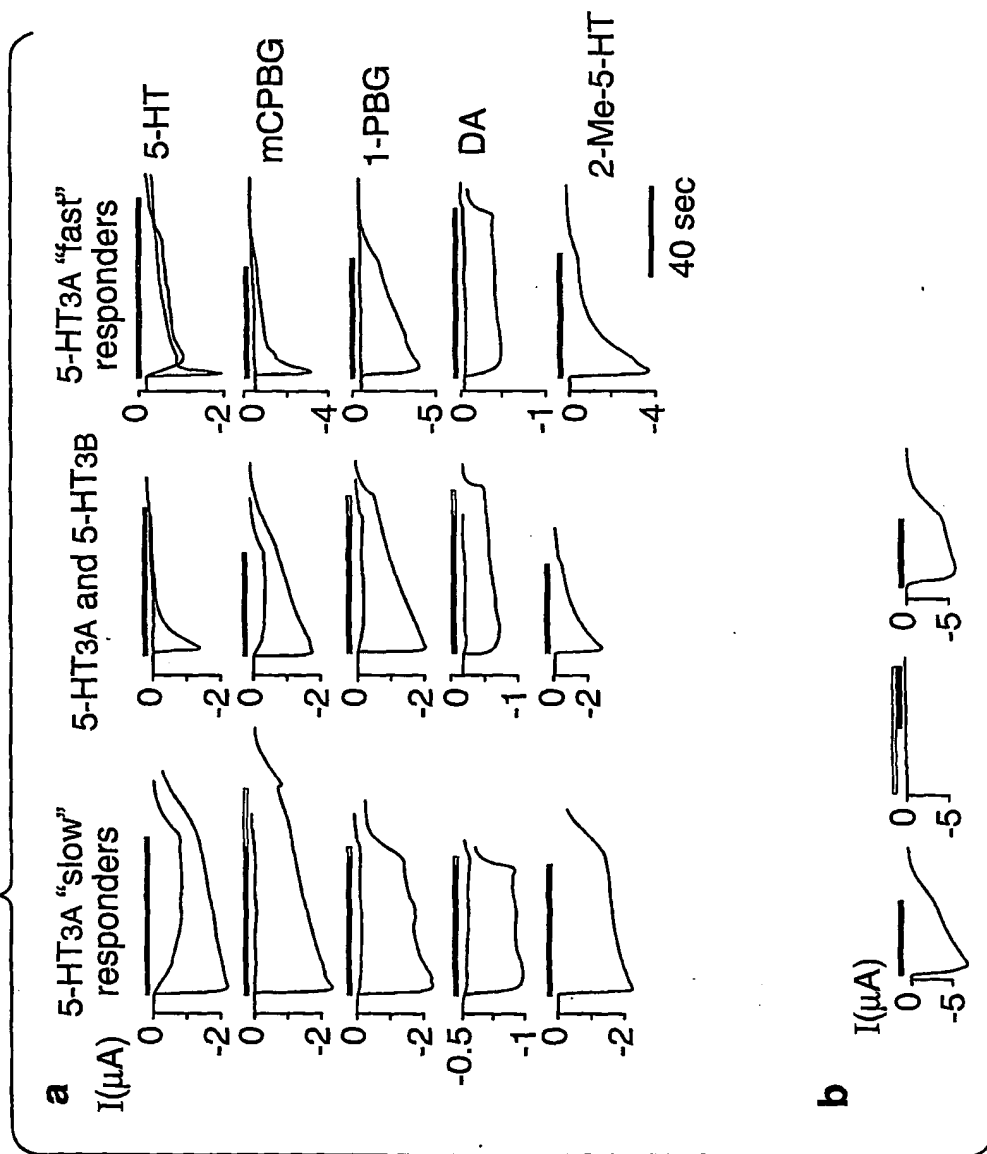 a
5-HT3A "slow" responders
5-HT3A and 5-HT3B
5-HT3A "fast" responders
I(μA)
0 0 0 5-HT
-2 -2 -2
0 0 0 mCPBG
-2 -2 -4
0 0 0 1-PBG
-2 -2 -5
-0.5 0 0 DA
-1 -1 -1
0 0 0 2-Me-5-HT
-2 -2 -4
40 sec
b
I(μA)
0 0 0
-5 -5 -5